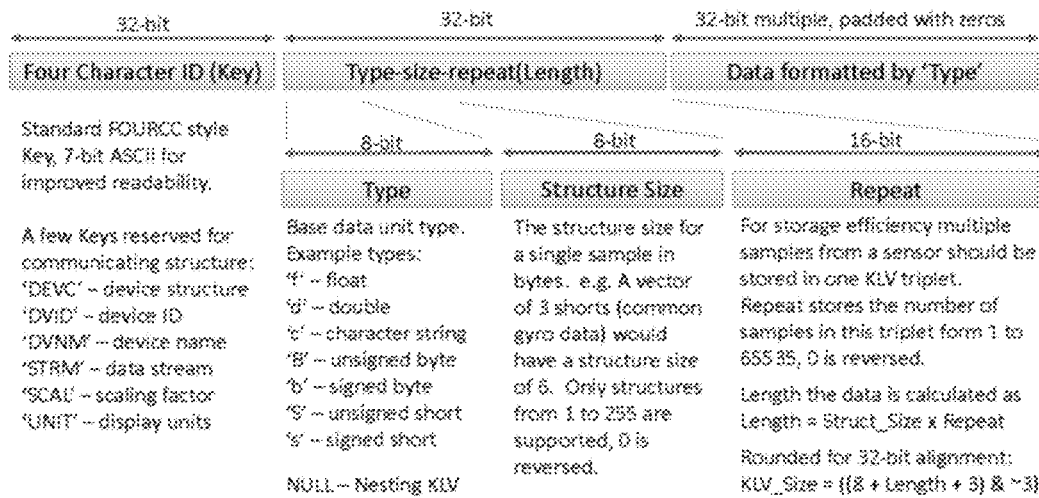 32-bit
32-bit
32-bit multiple, padded with zeros
Four Character ID (Key)
Type-size-repeat(Length)
Data formatted by 'Type'
Standard FOURCC style
Key, 7-bit ASCii for
improved readability.
A few Keys reserved for
communicating structure:
'DEVC' – device structure
'DVID' – device ID
'DVNM' – device name
'STRM' – data stream
'SCAL' – scaling factor
'UNIT' – display units
8-bit
Type
Base data unit type.
Example types:
'f' – float
'd' – double
'c' – character string
'B' – unsigned byte
'b' – signed byte
'S' – unsigned short
's' – signed short
NULL – Nesting KLV
8-bit
Structure Size
The structure size for
a single sample in
bytes. e.g. A vector
of 3 shorts (common
gyro data) would
have a structure size
of 6. Only structures
from 1 to 255 are
supported, 0 is
reversed.
16-bit
Repeat
For storage efficiency multiple
samples from a sensor should be
stored in one KLV triplet.
Repeat stores the number of
samples in this triplet form 1 to
65535, 0 is reversed.
Length the data is calculated as
Length = Struct_Size x Repeat
Rounded for 32-bit alignment:
KLV_Size = ((8 + Length + 3) & ~3)